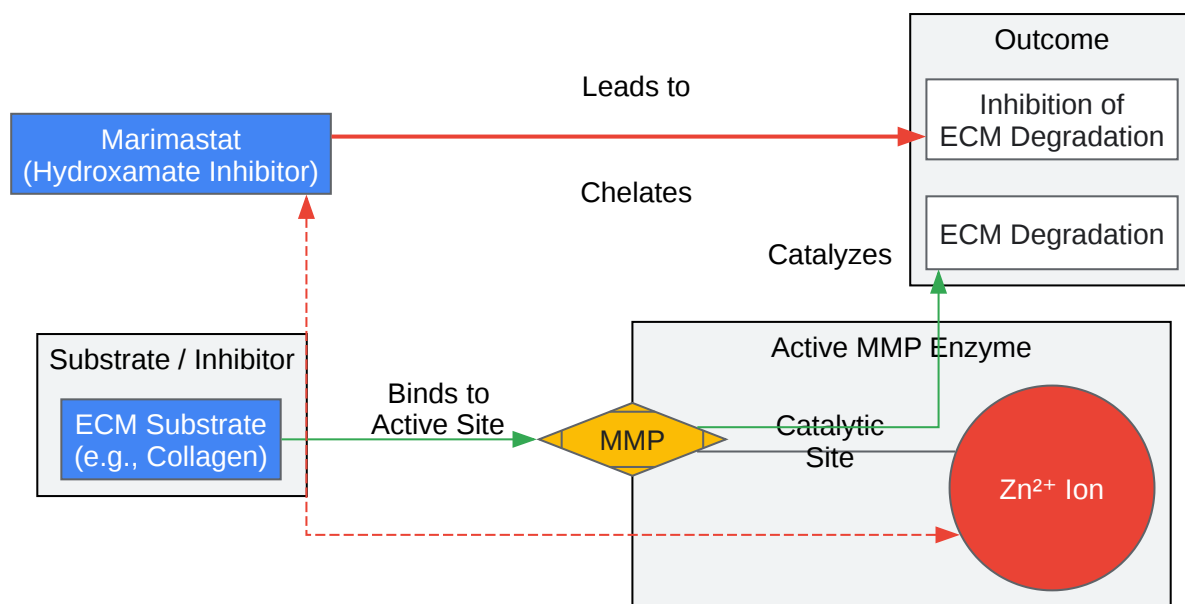 Outcome
Leads to
Inhibition of
ECM Degradation
Marimastat
(Hydroxamate Inhibitor)
Chelates
ECM Degradation
Catalyzes
Substrate / Inhibitor
Active MMP Enzyme
Binds to
Active Site
ECM Substrate
(e.g., Collagen)
MMP
Catalytic
Site
Zn²⁺ Ion